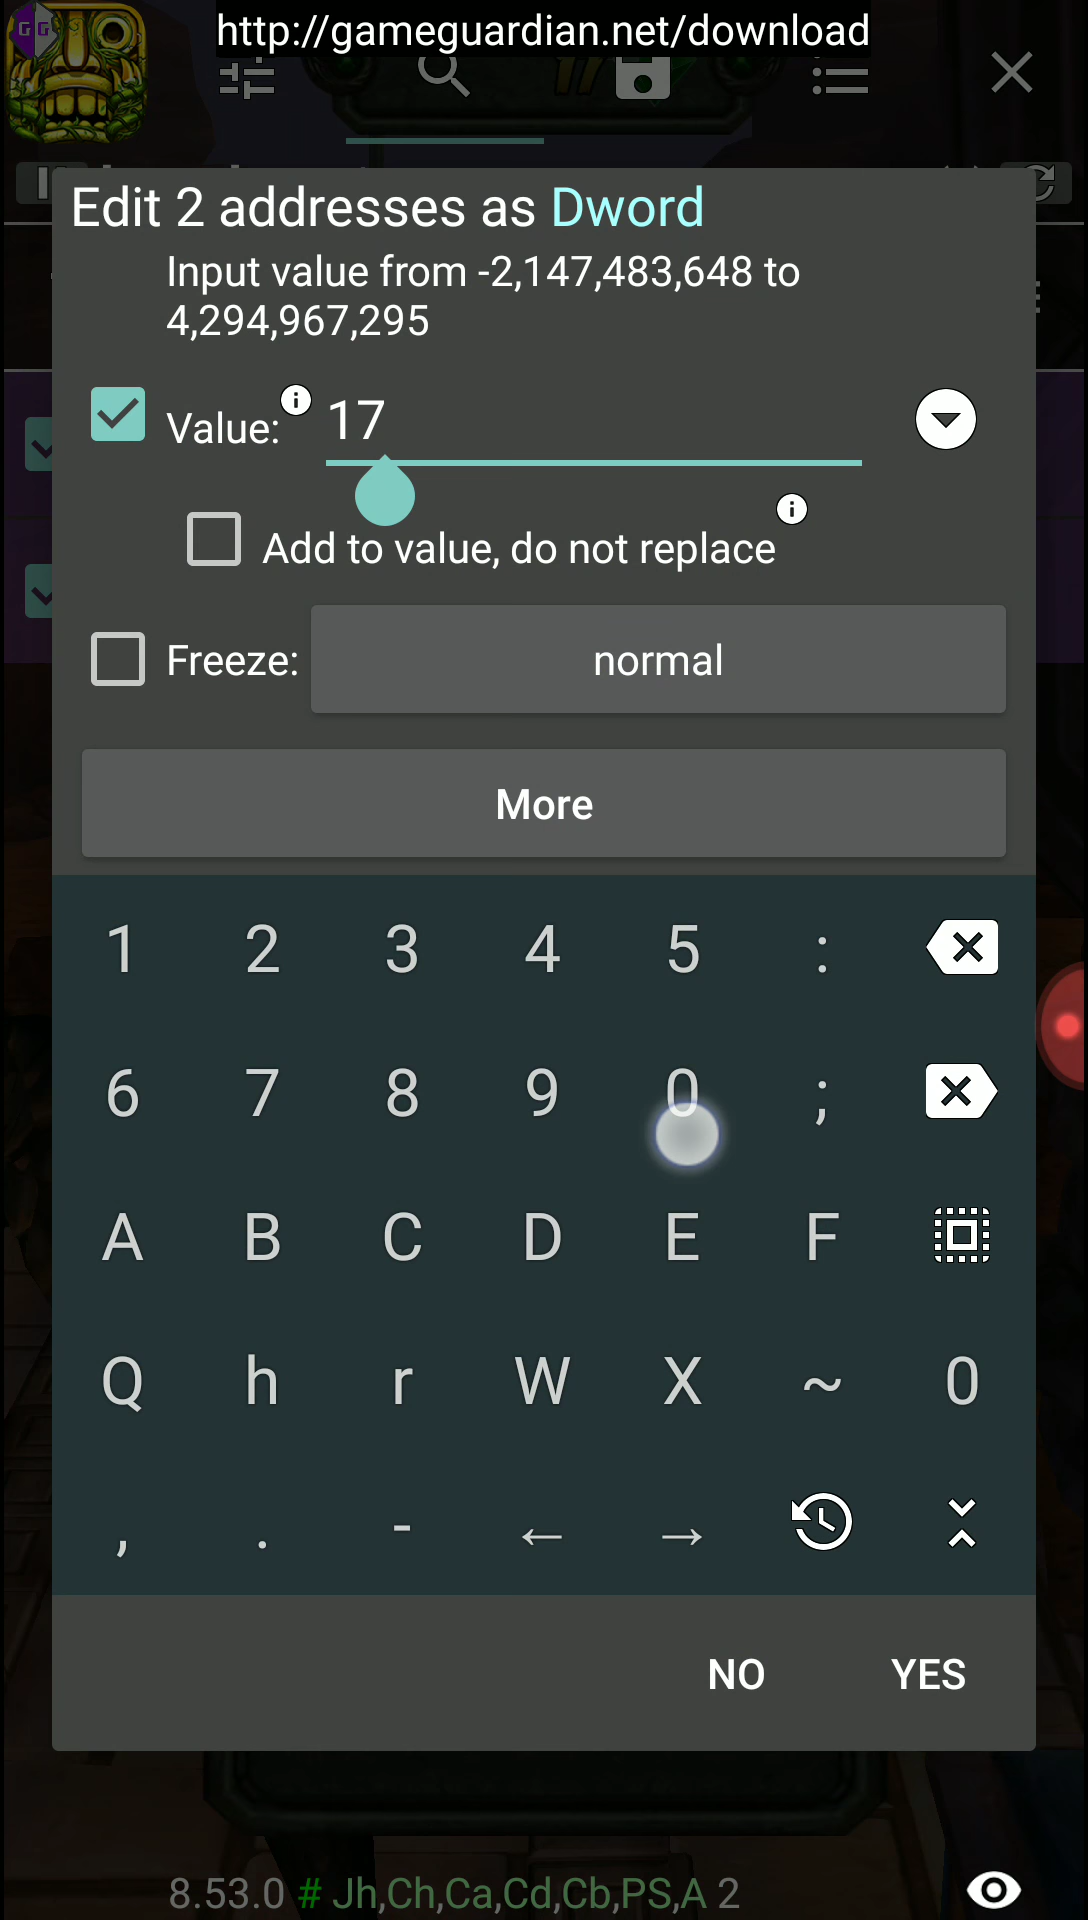 http://gameguardian.net/download
GG
17
Edit 2 addresses as Dword
Input value from -2,147,483,648 to
4,294,967,295
Value: 17
Add to value, do not replace
Freeze: normal
More
1 2 3 4 5 :
6 7 8 9 0 ;
A B C D E F
Q h r W X ~ 0
, . - ← →
NO YES
8.53.0 # Jh,Ch,Ca,Cd,Cb,PS,A 2